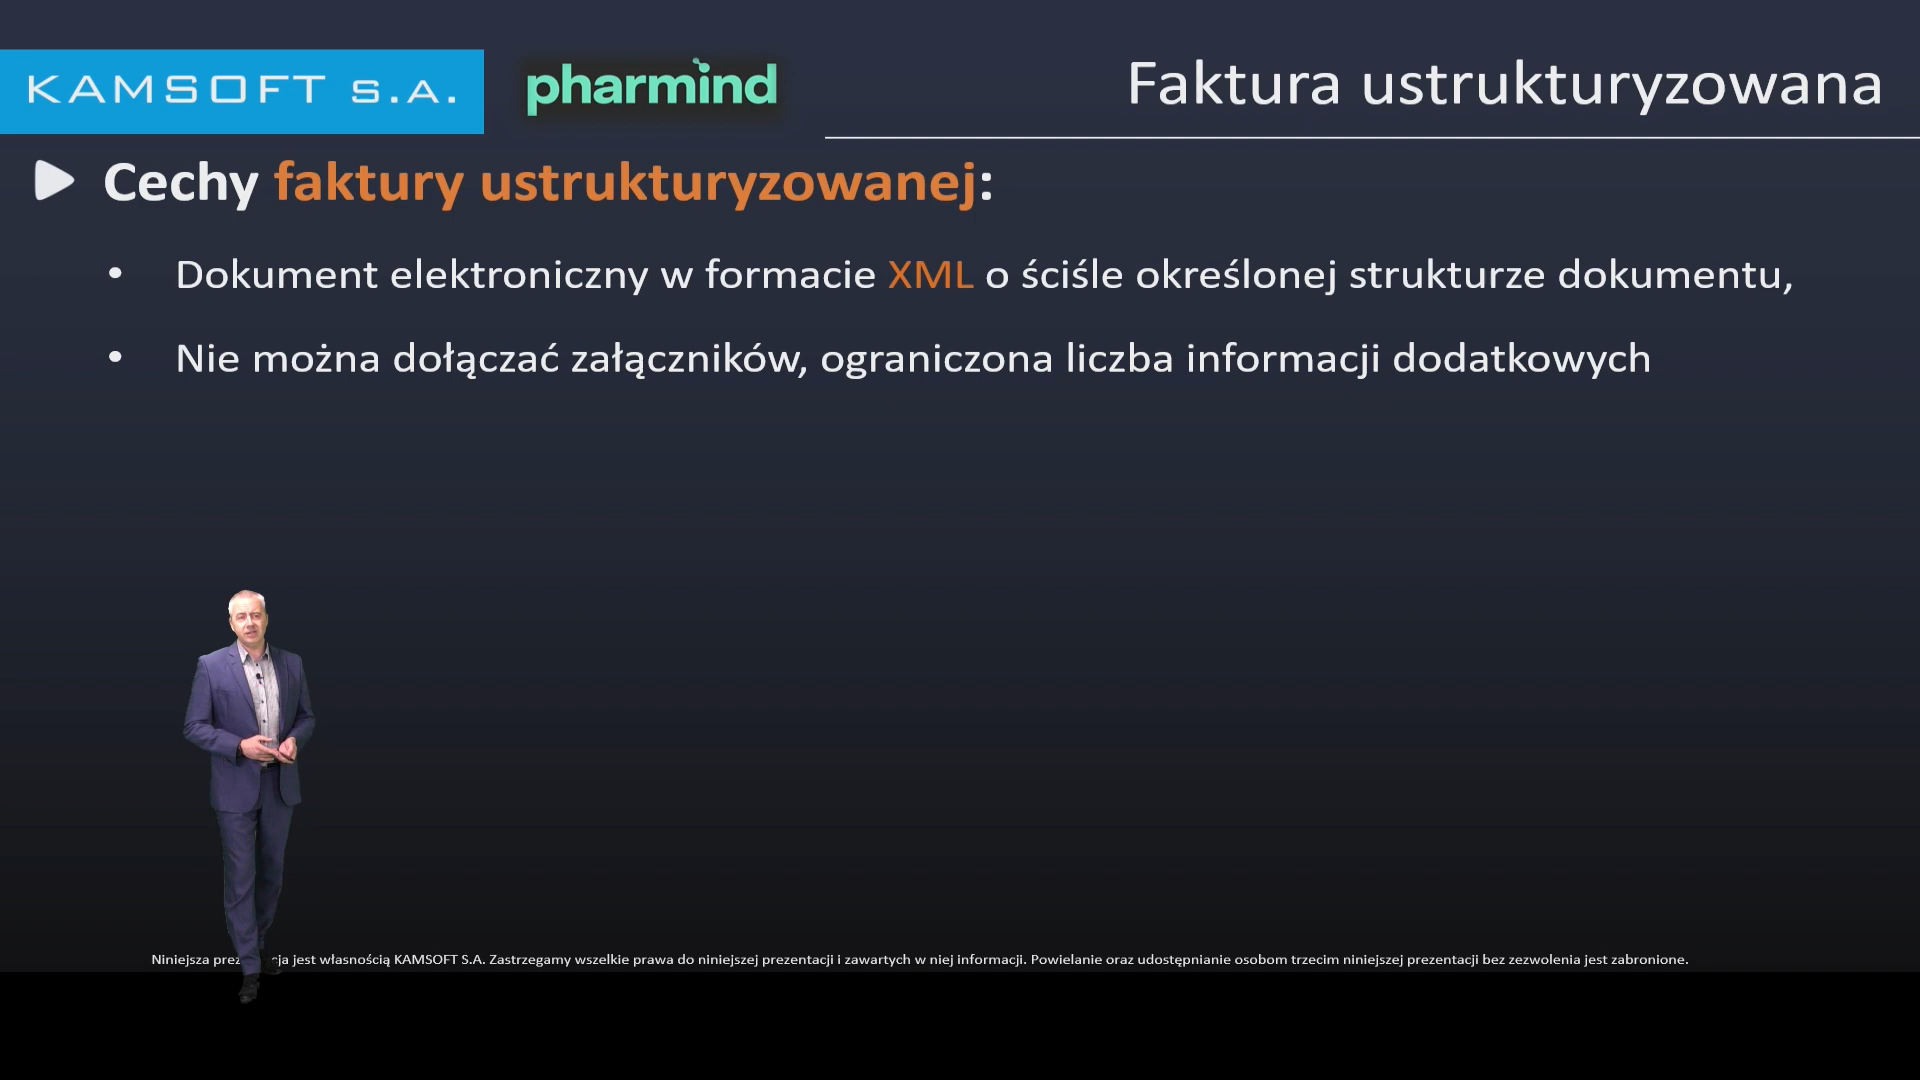 KAMSOFT S.A.
pharmind
Faktura ustrukturyzowana
Cechy faktury ustrukturyzowanej:
• Dokument elektroniczny w formacie XML o ściśle określonej strukturze dokumentu,
• Nie można dołączać załączników, ograniczona liczba informacji dodatkowych
Niniejsza prez cja jest własnością KAMSOFT S.A. Zastrzegamy wszelkie prawa do niniejszej prezentacji i zawartych w niej informacji. Powielanie oraz udostępnianie osobom trzecim niniejszej prezentacji bez zezwolenia jest zabronione.